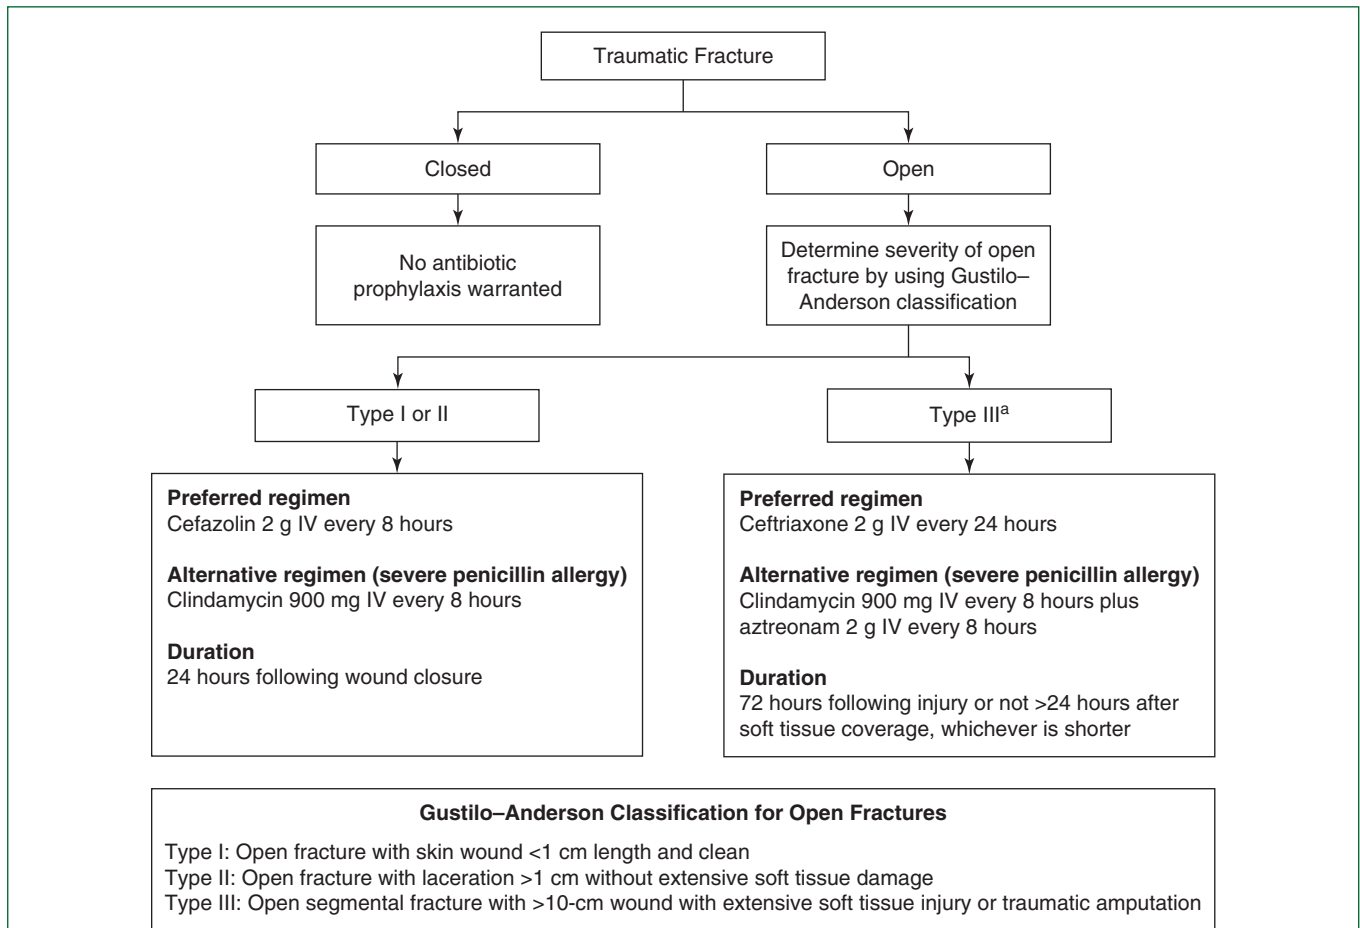 Traumatic Fracture
Closed
Open
No antibiotic
prophylaxis warranted
Determine severity of open
fracture by using Gustilo–
Anderson classification
Type I or II
Type IIIa
Preferred regimen
Cefazolin 2 g IV every 8 hours
Alternative regimen (severe penicillin allergy)
Clindamycin 900 mg IV every 8 hours
Duration
24 hours following wound closure
Preferred regimen
Ceftriaxone 2 g IV every 24 hours
Alternative regimen (severe penicillin allergy)
Clindamycin 900 mg IV every 8 hours plus
aztreonam 2 g IV every 8 hours
Duration
72 hours following injury or not >24 hours after
soft tissue coverage, whichever is shorter
Gustilo–Anderson Classification for Open Fractures
Type I: Open fracture with skin wound <1 cm length and clean
Type II: Open fracture with laceration >1 cm without extensive soft tissue damage
Type III: Open segmental fracture with >10-cm wound with extensive soft tissue injury or traumatic amputation